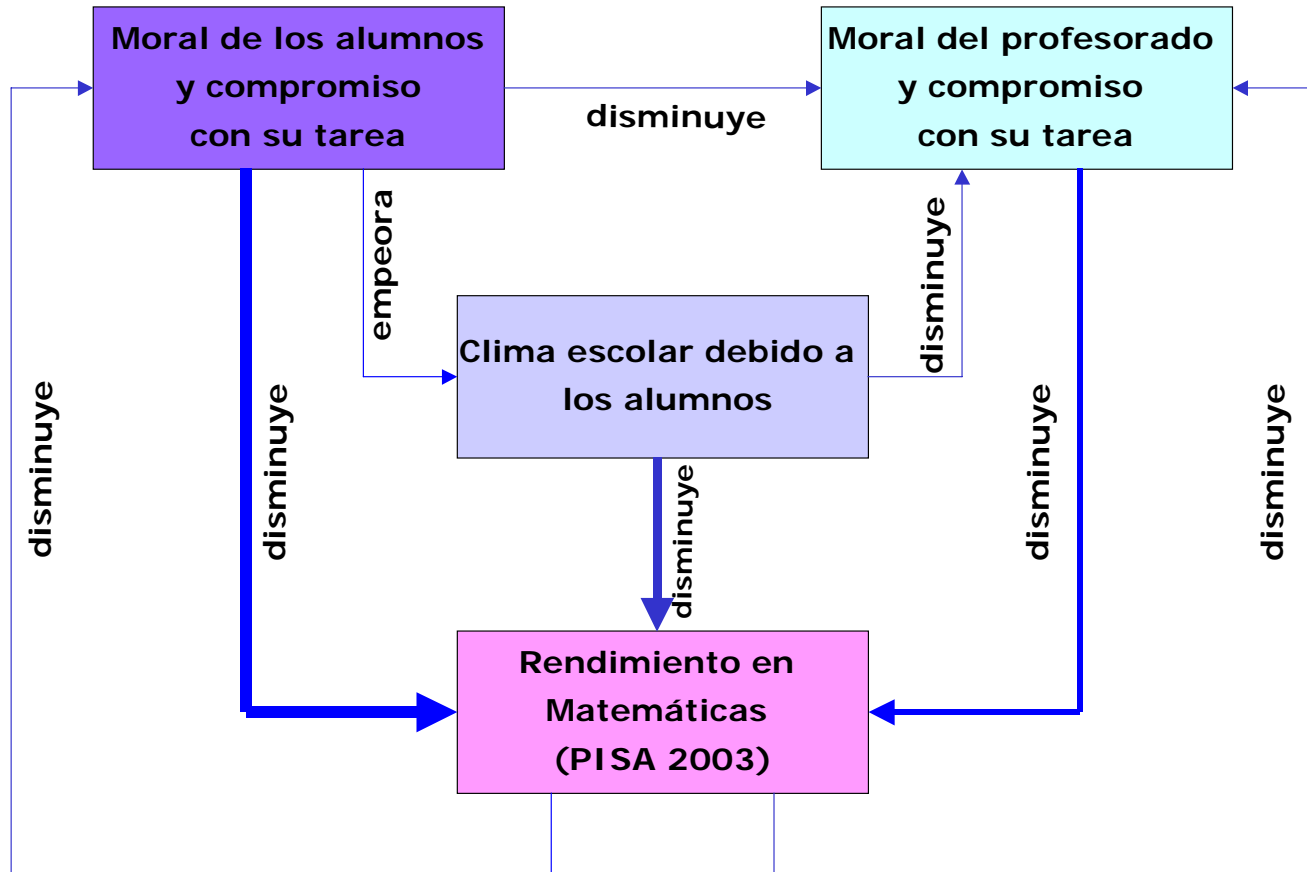 Moral de los alumnos
y compromiso
con su tarea
disminuye
Moral del profesorado
y compromiso
con su tarea
empeora
disminuye
Clima escolar debido a
los alumnos
disminuye
disminuye
disminuye
disminuye
disminuye
Rendimiento en
Matemáticas
(PISA 2003)